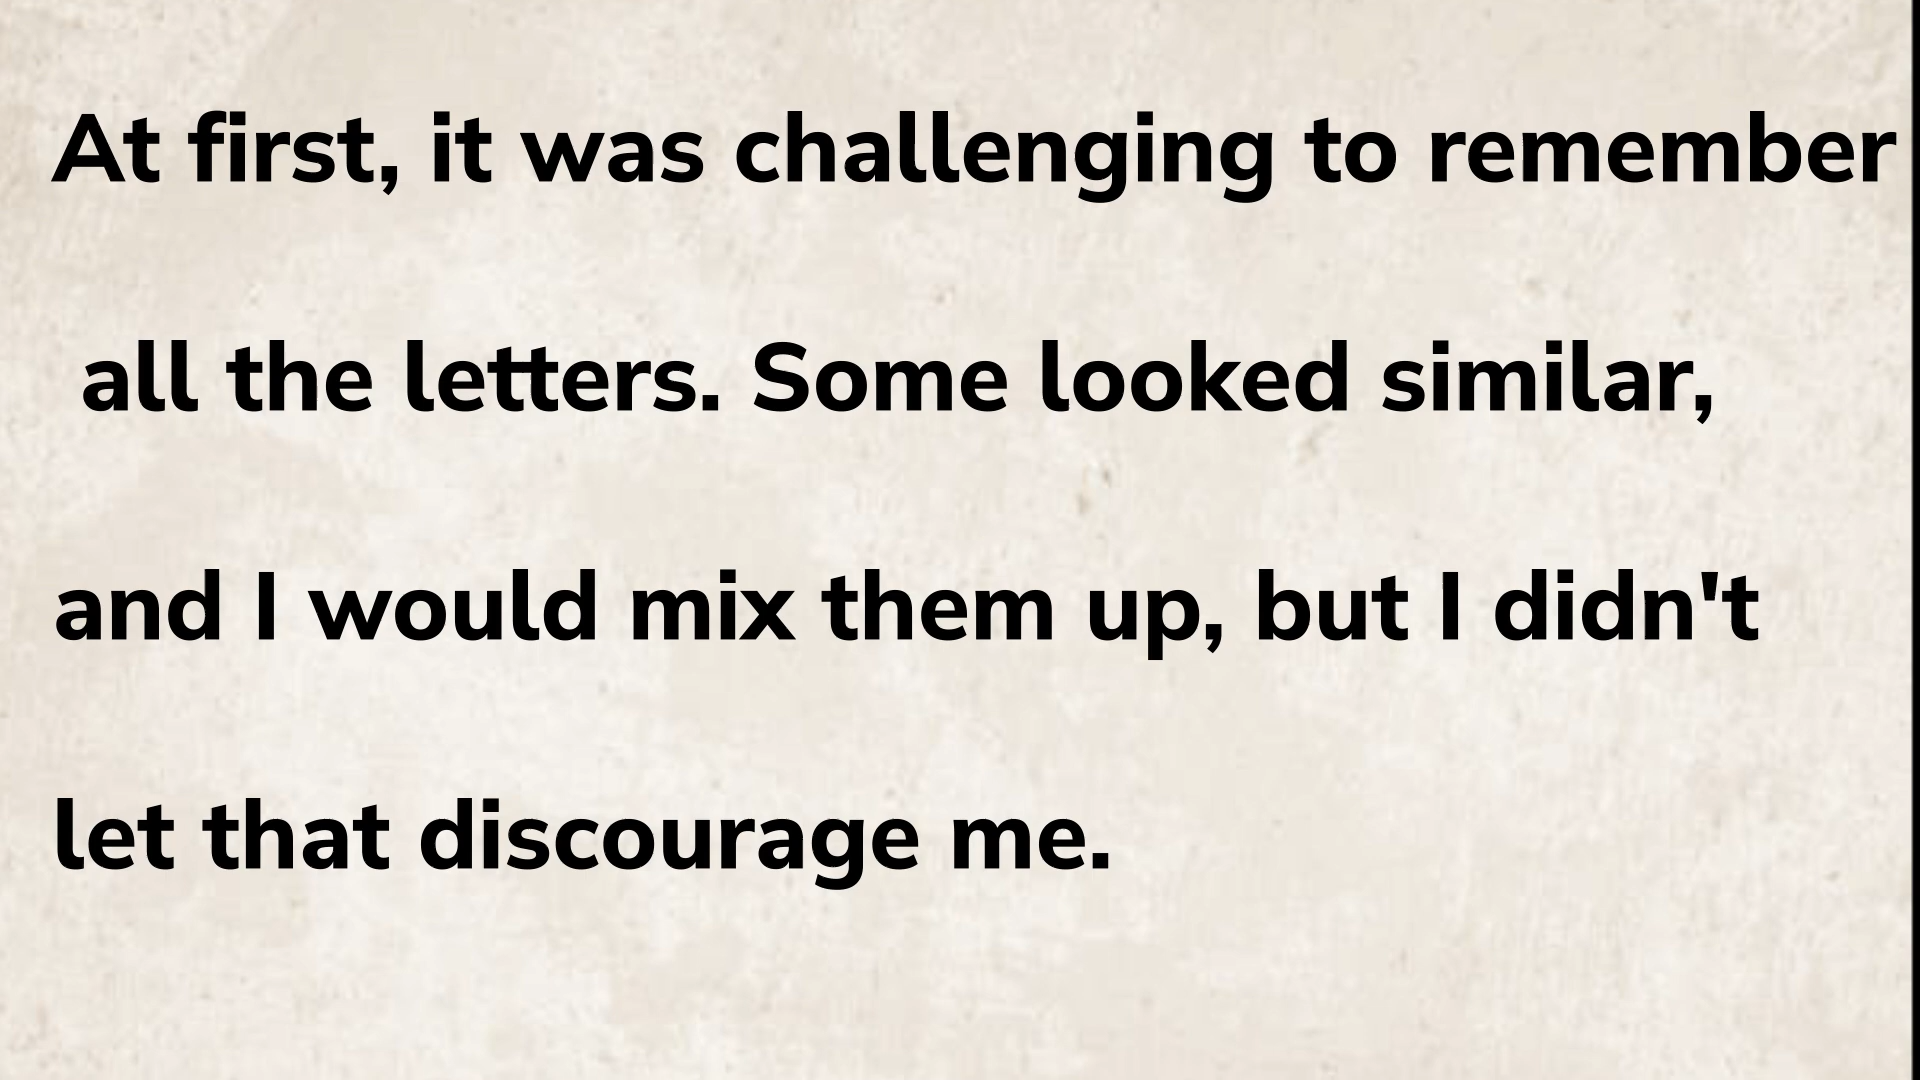 At first, it was challenging to remember
all the letters. Some looked similar,
and I would mix them up, but I didn't
let that discourage me.